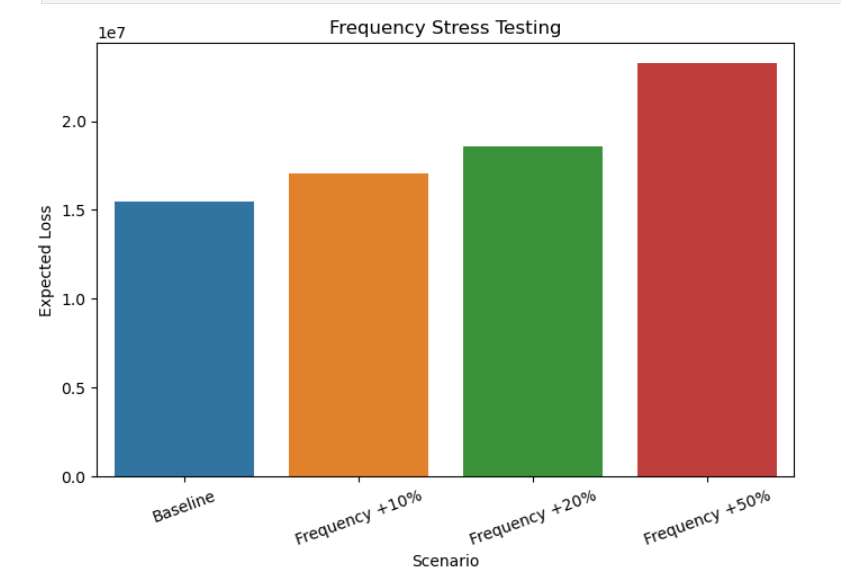 Frequency Stress Testing
1e7
2.0
1.5
1.0
0.5
0.0
Expected Loss
Baseline
Frequency +10%
Frequency +20%
Frequency +50%
Scenario